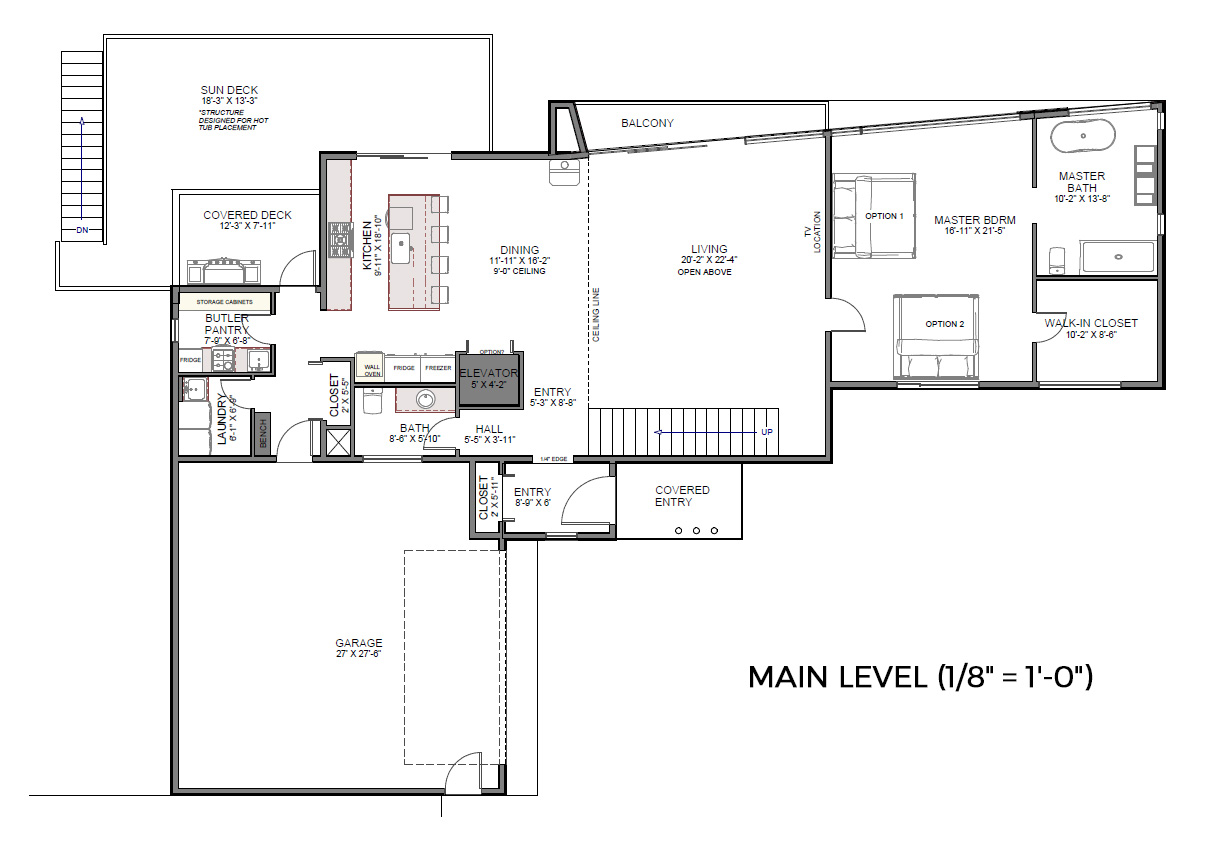 SUN DECK
18'-3" X 13'-3"
*STRUCTURE
DESIGNED FOR HOT
TUB PLACEMENT
BALCONY
DN
COVERED DECK
12'-3" X 7'-11"
KITCHEN
9'-11" X 18'-10"
DINING
11'-11" X 16'-2"
9'-0" CEILING
CEILING LINE
LIVING
20'-2" X 22'-4"
OPEN ABOVE
TV
LOCATION
OPTION 1
MASTER BDRM
16'-11" X 21'-5"
MASTER
BATH
10'-2" X 13'-8"
OPTION 2
WALK-IN CLOSET
10'-2" X 8'-6"
STORAGE CABINETS
BUTLER
PANTRY
7'-9" X 6'-8"
FRIDGE
WALL
OVEN
FRIDGE
FREEZER
OPTION?
ELEVATOR
5' X 4'-2"
CLOSET
2' X 5'-5"
LAUNDRY
6'-1" X 6'-9"
BENCH
BATH
8'-6" X 5'-10"
HALL
5'-5" X 3'-11"
ENTRY
5'-3" X 8'-8"
UP
1/4" EDGE
CLOSET
2' X 5'-11"
ENTRY
8'-9" X 6'
COVERED
ENTRY
GARAGE
27' X 27'-6"
MAIN LEVEL (1/8" = 1'-0")